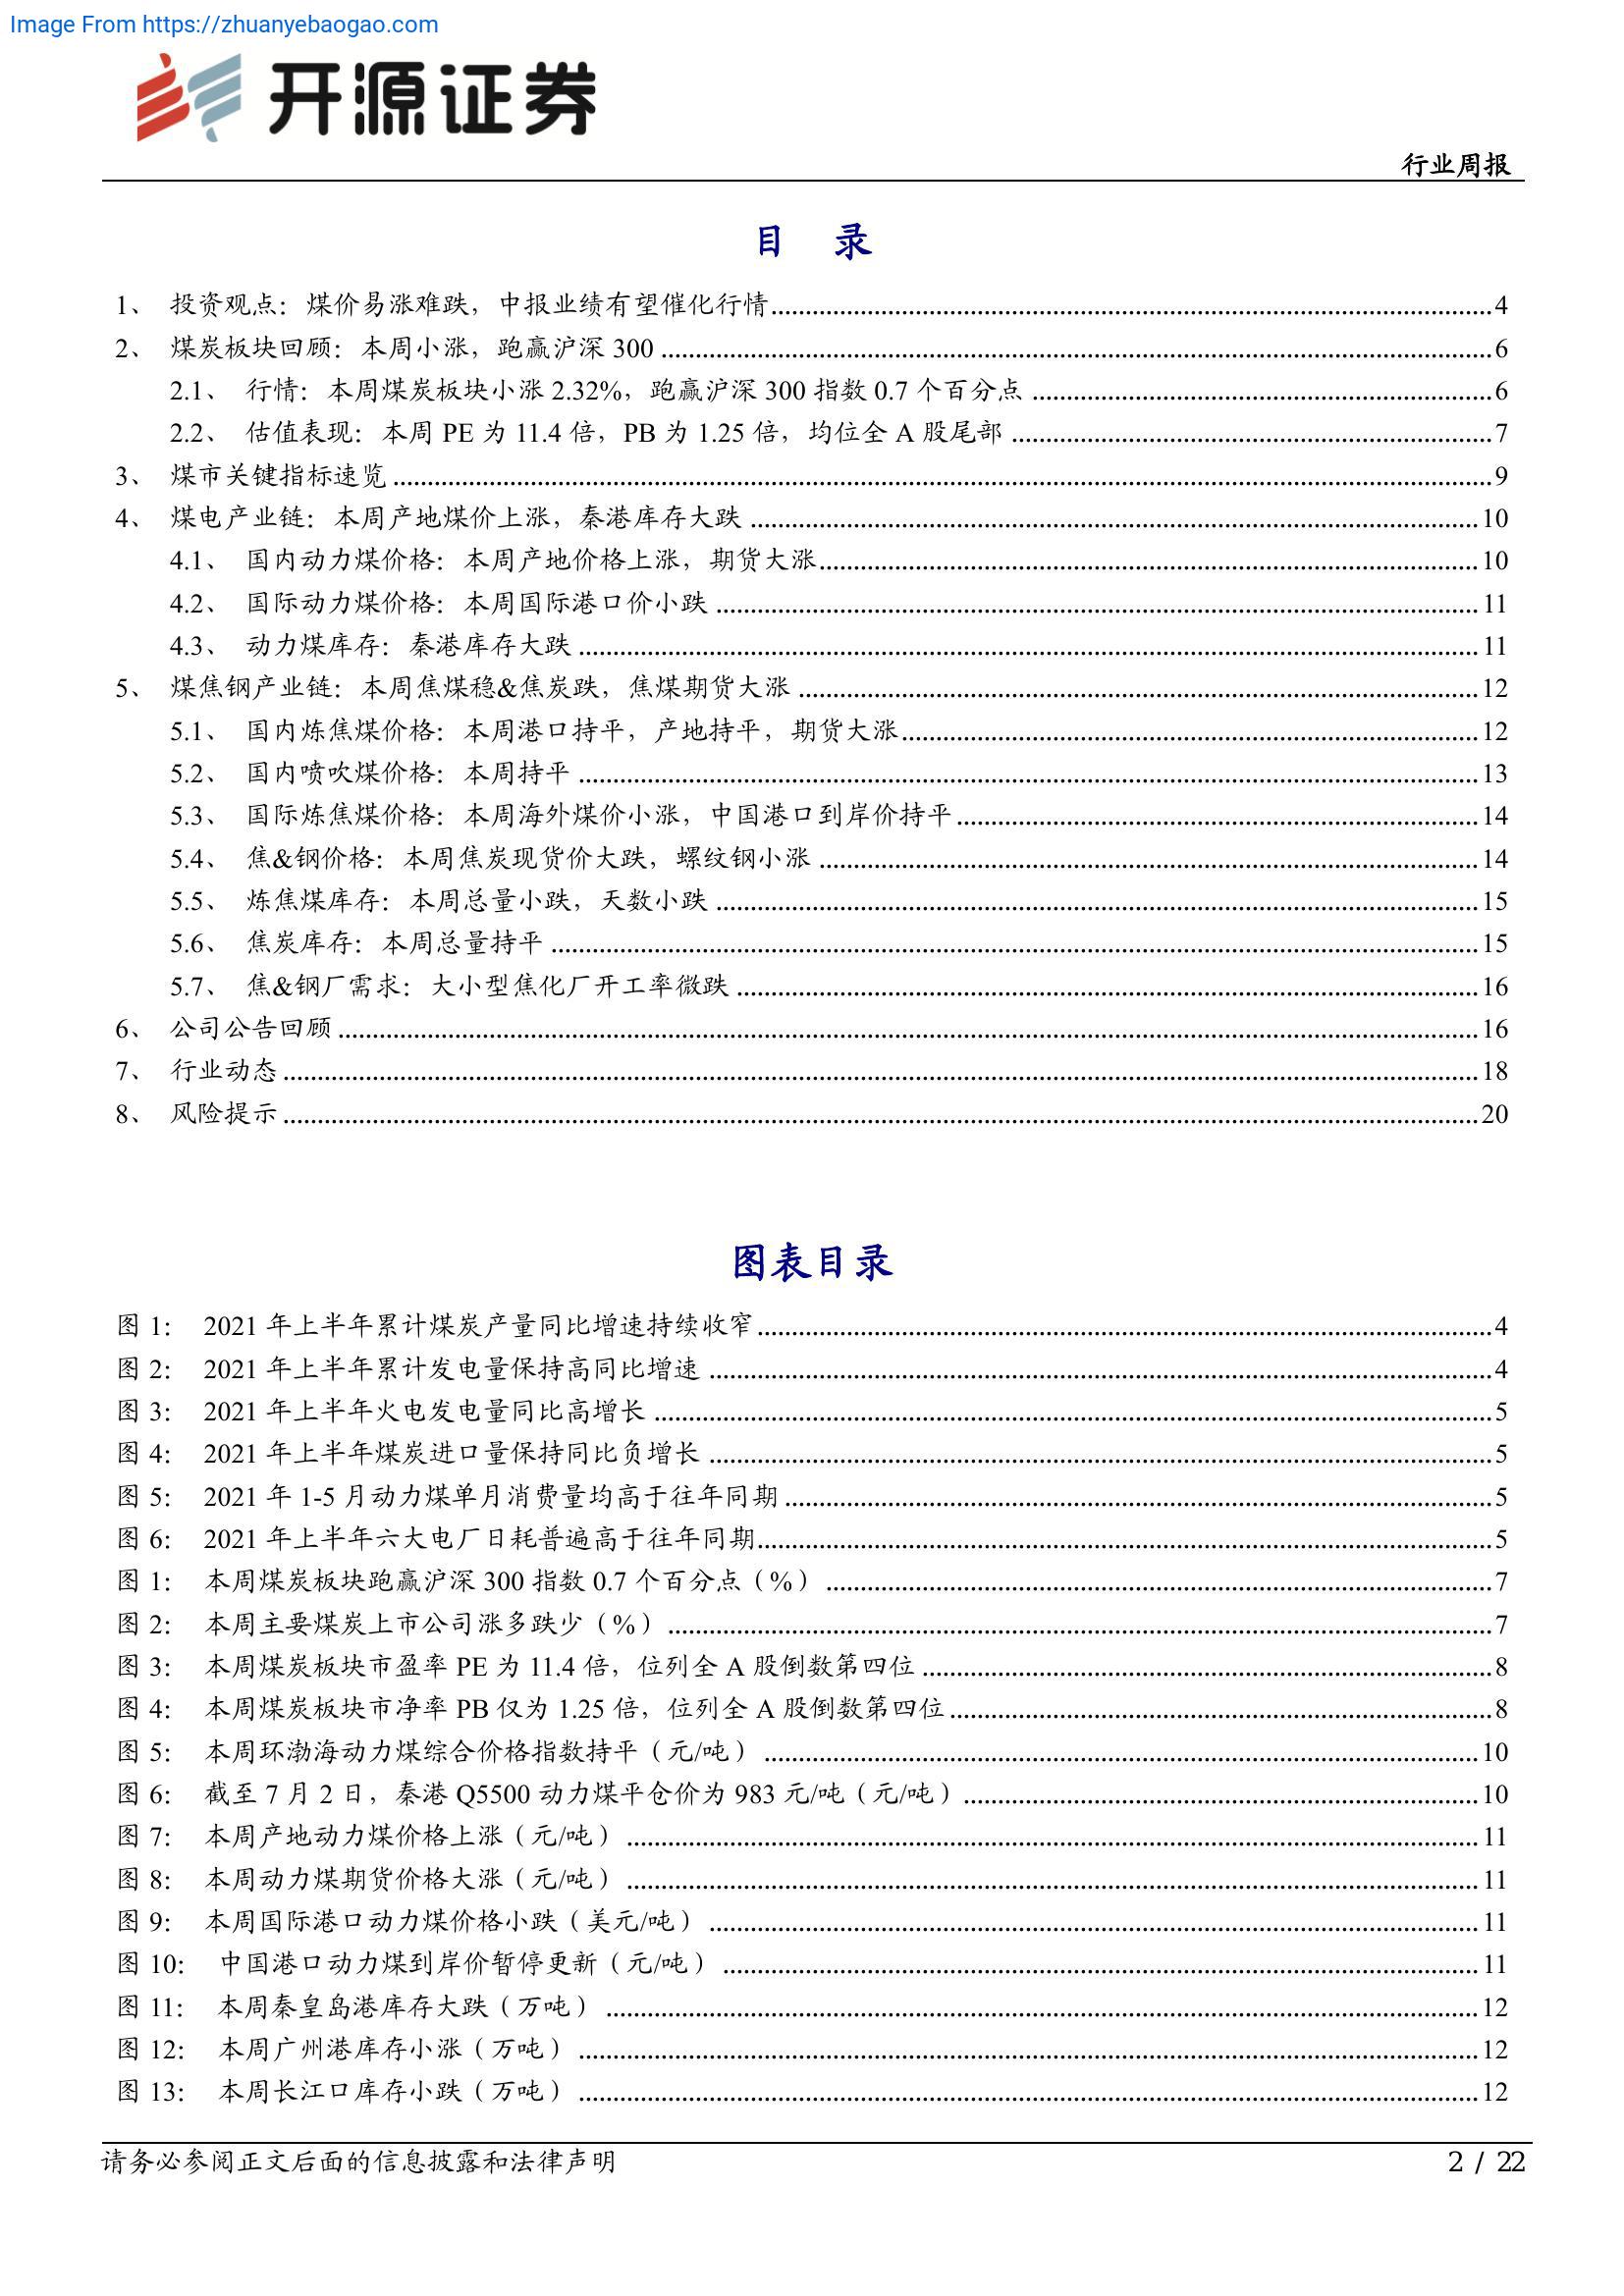 Image From https://zhuanyebaogao.com
开源证券
行业周报
目 录
1、 投资观点：煤价易涨难跌，中报业绩有望催化行情 4
2、 煤炭板块回顾：本周小涨，跑赢沪深 300 6
2.1、 行情：本周煤炭板块小涨 2.32%，跑赢沪深 300 指数 0.7 个百分点 6
2.2、 估值表现：本周 PE 为 11.4 倍，PB 为 1.25 倍，均位全 A 股尾部 7
3、 煤市关键指标速览 9
4、 煤电产业链：本周产地煤价上涨，秦港库存大跌 10
4.1、 国内动力煤价格：本周产地价格上涨，期货大涨 10
4.2、 国际动力煤价格：本周国际港口价小跌 11
4.3、 动力煤库存：秦港库存大跌 11
5、 煤焦钢产业链：本周焦煤稳&焦炭跌，焦煤期货大涨 12
5.1、 国内炼焦煤价格：本周港口持平，产地持平，期货大涨 12
5.2、 国内喷吹煤价格：本周持平 13
5.3、 国际炼焦煤价格：本周海外煤价小涨，中国港口到岸价持平 14
5.4、 焦&钢价格：本周焦炭现货价大跌，螺纹钢小涨 14
5.5、 炼焦煤库存：本周总量小跌，天数小跌 15
5.6、 焦炭库存：本周总量持平 15
5.7、 焦&钢厂需求：大小型焦化厂开工率微跌 16
6、 公司公告回顾 16
7、 行业动态 18
8、 风险提示 20
图表目录
图 1： 2021 年上半年累计煤炭产量同比增速持续收窄 4
图 2： 2021 年上半年累计发电量保持高同比增速 4
图 3： 2021 年上半年火电发电量同比高增长 5
图 4： 2021 年上半年煤炭进口量保持同比负增长 5
图 5： 2021 年 1-5 月动力煤单月消费量均高于往年同期 5
图 6： 2021 年上半年六大电厂日耗普遍高于往年同期 5
图 1： 本周煤炭板块跑赢沪深 300 指数 0.7 个百分点（%） 7
图 2： 本周主要煤炭上市公司涨多跌少（%） 7
图 3： 本周煤炭板块市盈率 PE 为 11.4 倍，位列全 A 股倒数第四位 8
图 4： 本周煤炭板块市净率 PB 仅为 1.25 倍，位列全 A 股倒数第四位 8
图 5： 本周环渤海动力煤综合价格指数持平（元/吨） 10
图 6： 截至 7 月 2 日，秦港 Q5500 动力煤平仓价为 983 元/吨（元/吨） 10
图 7： 本周产地动力煤价格上涨（元/吨） 11
图 8： 本周动力煤期货价格大涨（元/吨） 11
图 9： 本周国际港口动力煤价格小跌（美元/吨） 11
图 10： 中国港口动力煤到岸价暂停更新（元/吨） 11
图 11： 本周秦皇岛港库存大跌（万吨） 12
图 12： 本周广州港库存小涨（万吨） 12
图 13： 本周长江口库存小跌（万吨） 12
请务必参阅正文后面的信息披露和法律声明 2 / 22